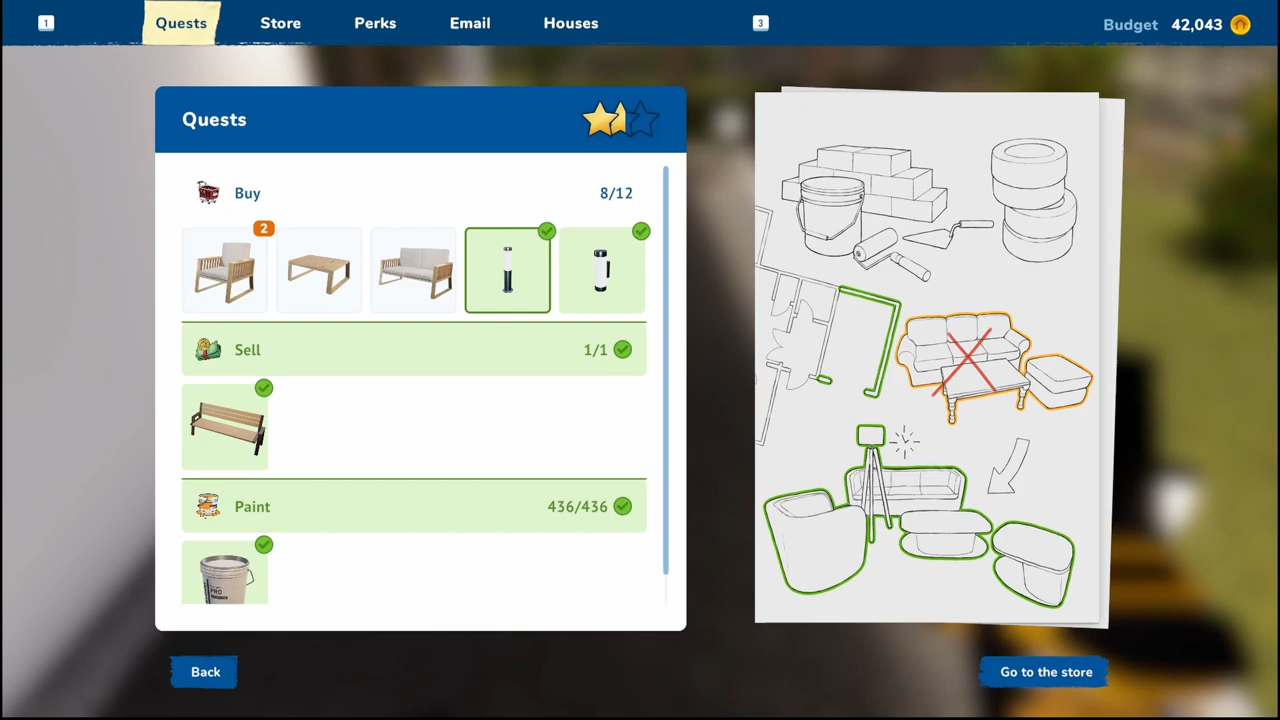 1 Quests Store Perks Email Houses 3 Budget 42,043
Quests
Buy 8/12
2
Sell 1/1
Paint 436/436
PRO
Back Go to the store